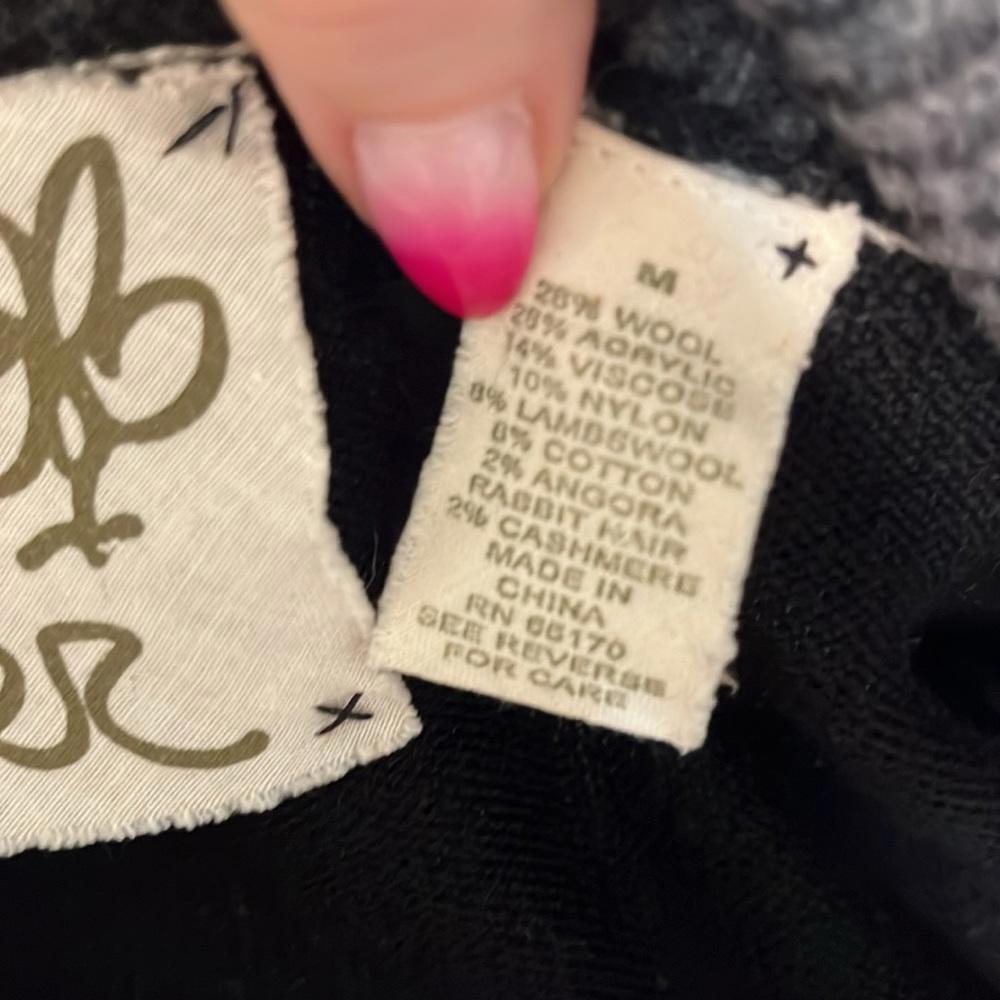 M
28% WOOL
28% ACRYLIC
14% VISCOSE
10% NYLON
8% LAMBSWOOL
8% COTTON
2% ANGORA
RABBIT HAIR
2% CASHMERE
MADE IN
CHINA
RN 65170
SEE REVERSE
FOR CARE